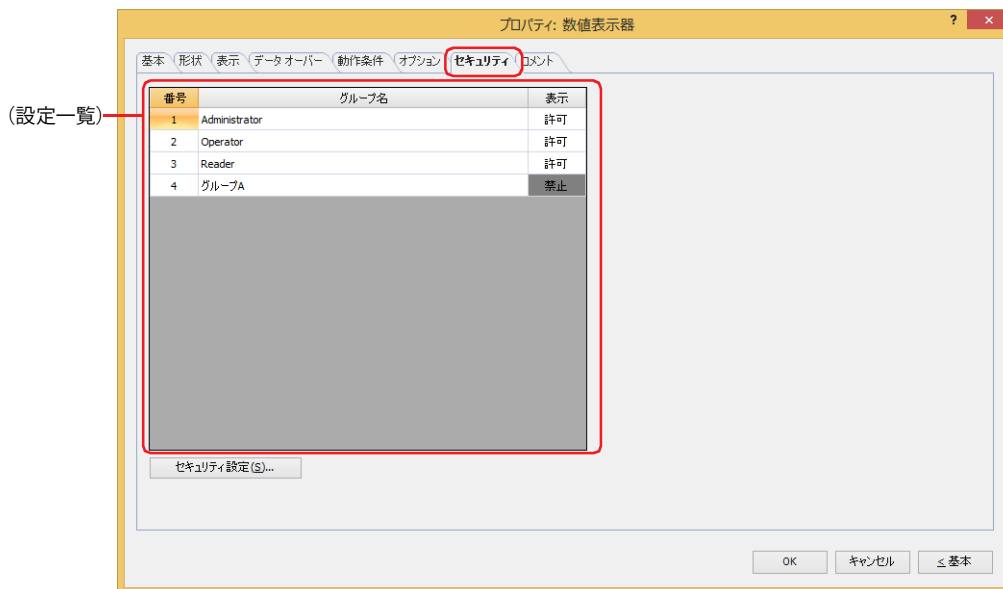 プロパティ: 数値表示器
? ×
基本 形状 表示 データ オーバー 動作条件 オプション セキュリティ コメント
(設定一覧)
番号 グループ名 表示
1 Administrator 許可
2 Operator 許可
3 Reader 許可
4 グループA 禁止
セキュリティ設定(S)...
OK キャンセル < 基本